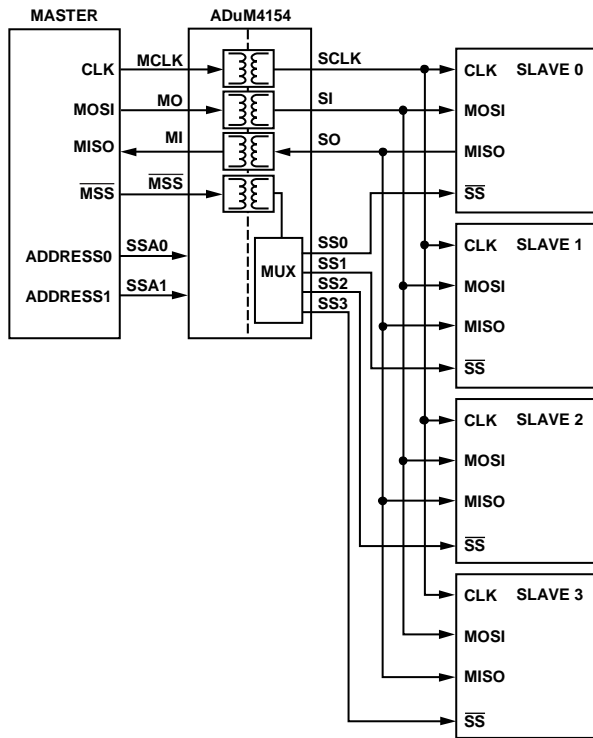 MASTER
ADuM4154
CLK
MCLK
SCLK
CLK
SLAVE 0
MOSI
MO
SI
MOSI
MISO
MI
SO
MISO
MSS
MSS
SS
ADDRESS0
SSA0
MUX
SS0
SS1
SS2
SS3
ADDRESS1
SSA1
CLK
SLAVE 1
MOSI
MISO
SS
CLK
SLAVE 2
MOSI
MISO
SS
CLK
SLAVE 3
MOSI
MISO
SS